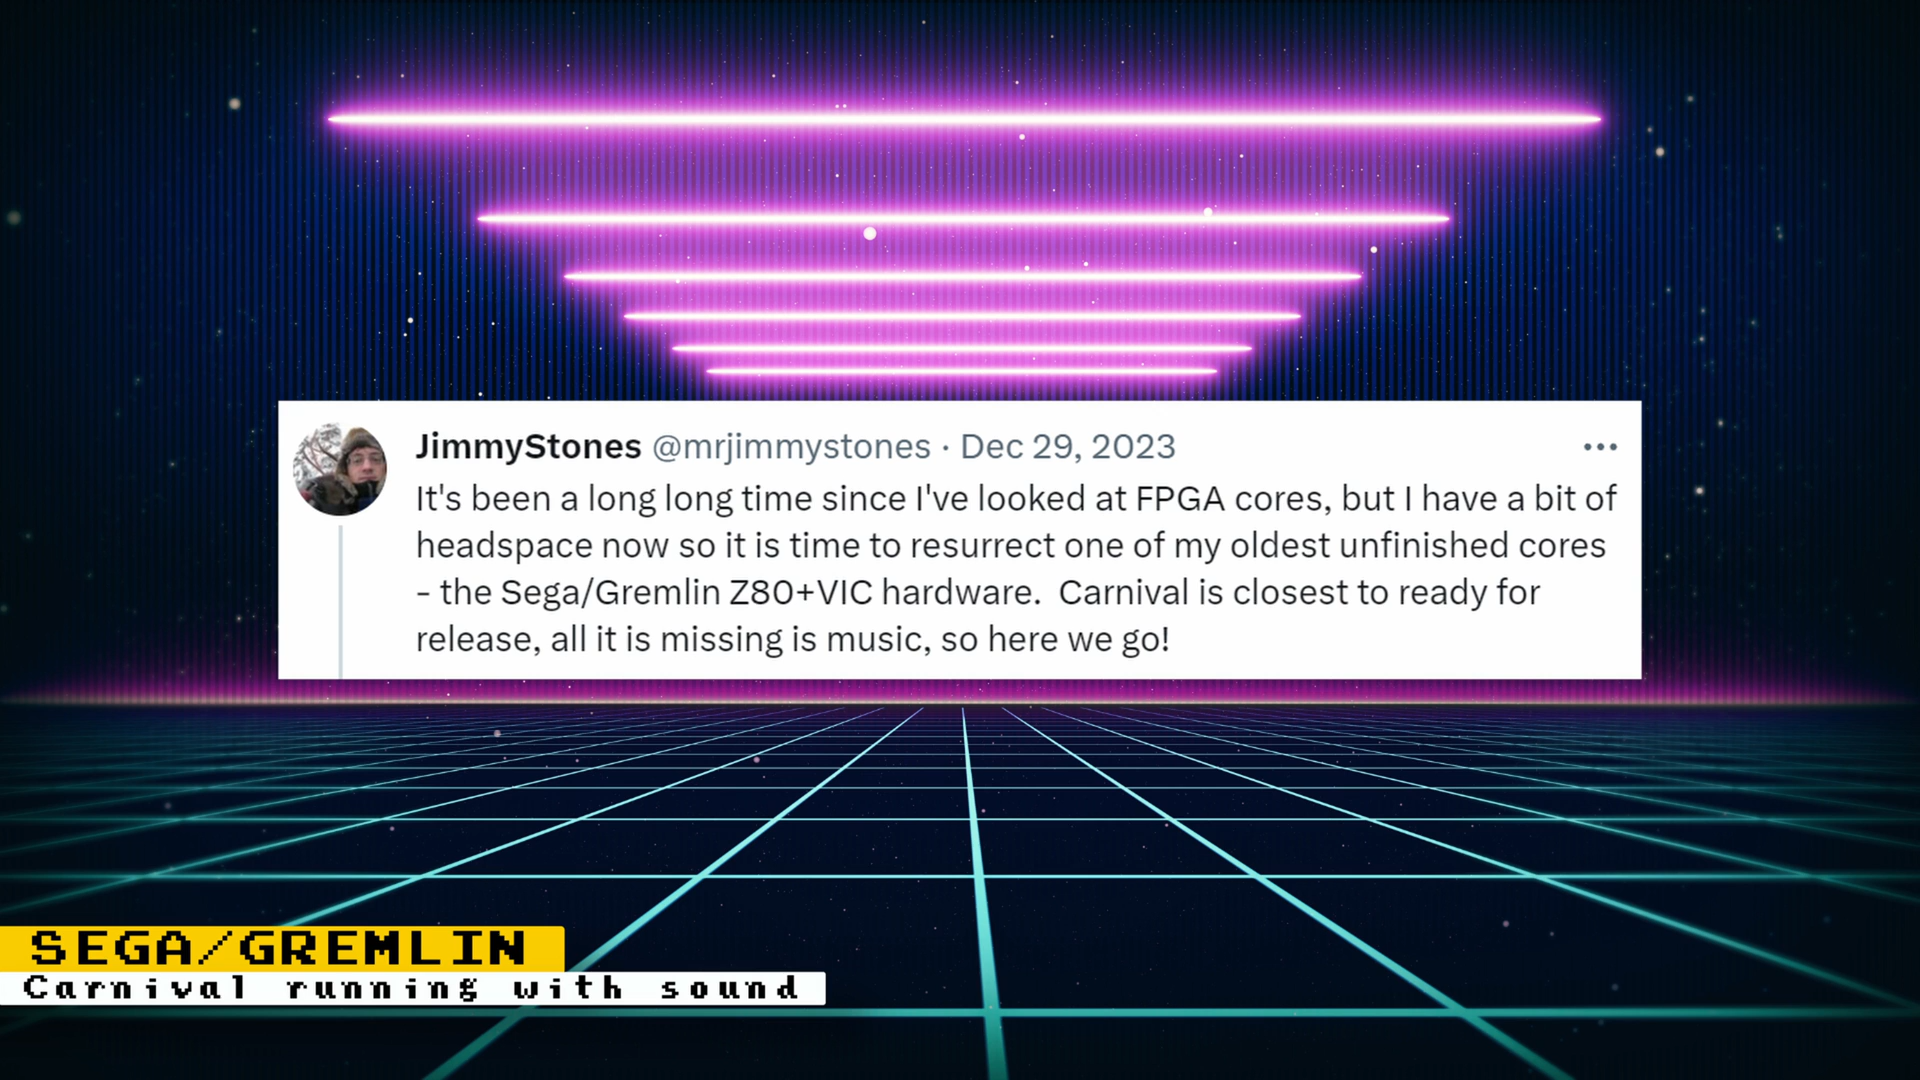 JimmyStones @mrjimmystones · Dec 29, 2023
It's been a long long time since I've looked at FPGA cores, but I have a bit of
headspace now so it is time to resurrect one of my oldest unfinished cores
- the Sega/Gremlin Z80+VIC hardware.  Carnival is closest to ready for
release, all it is missing is music, so here we go!
SEGA/GREMLIN
Carnival running with sound